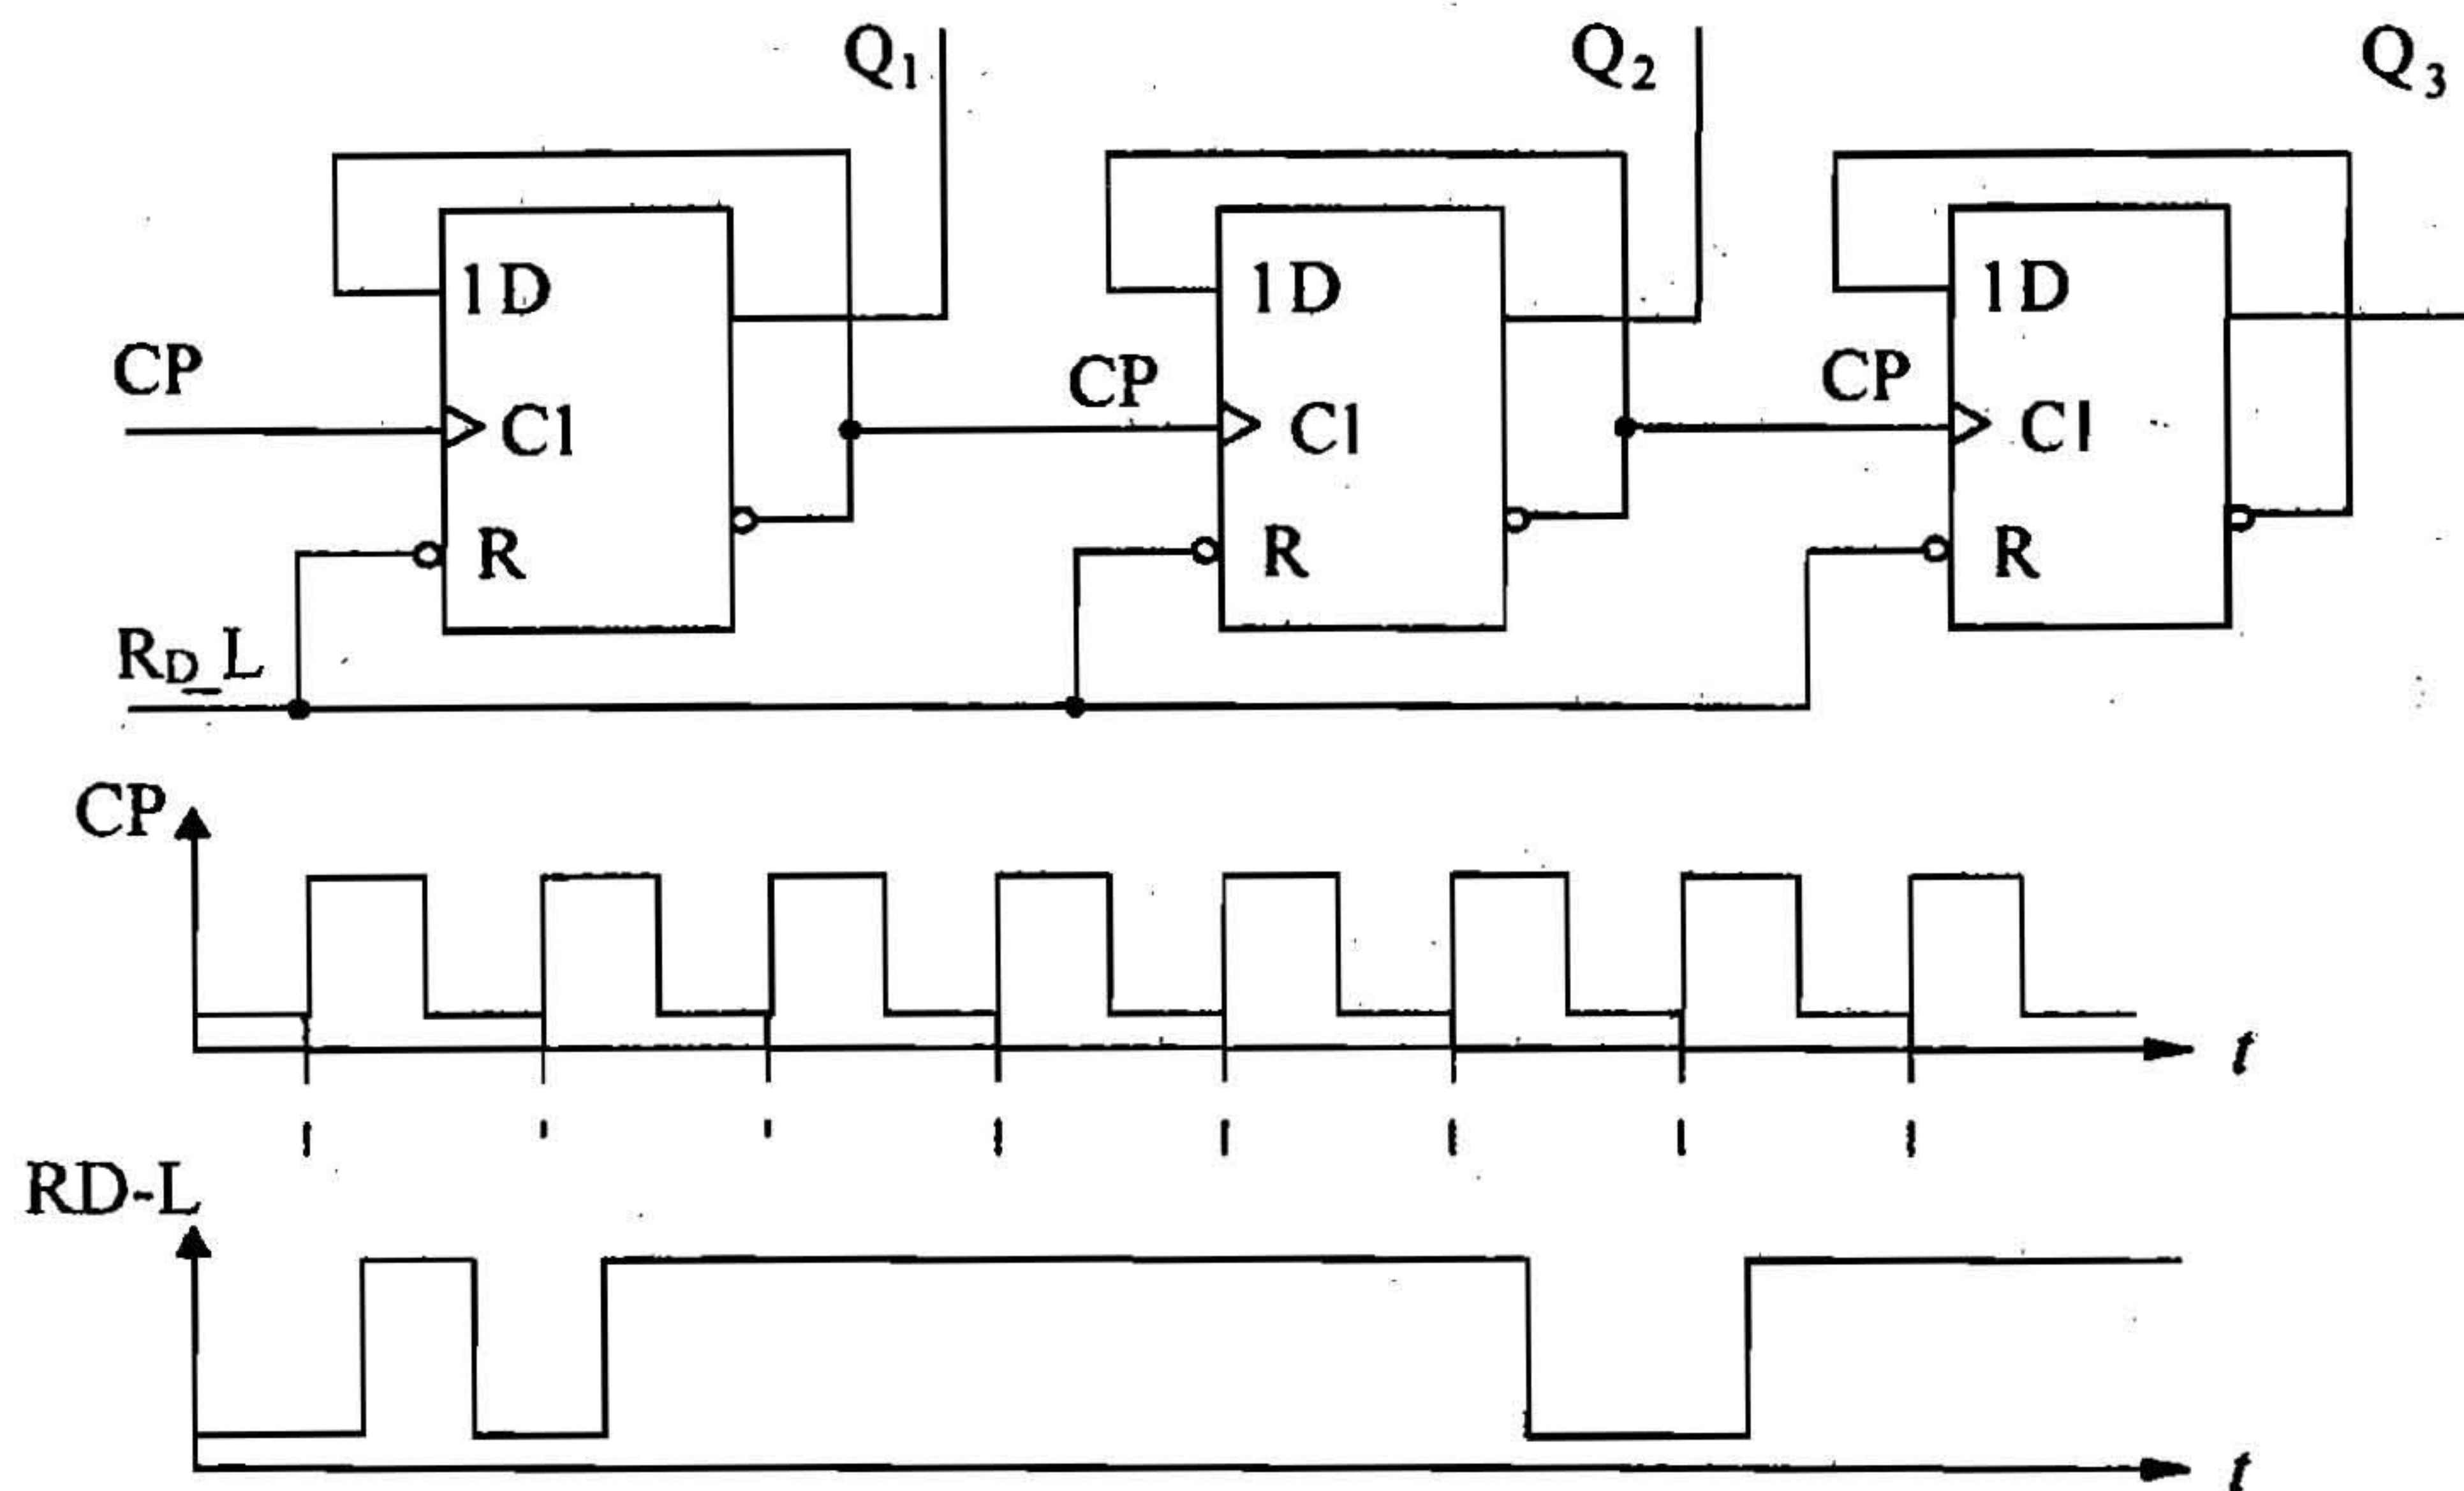 Q1 Q2 Q3
1D 1D 1D
CP CP CP
C1 C1 C1
R R R
RD_L
CP
t
RD-L
t